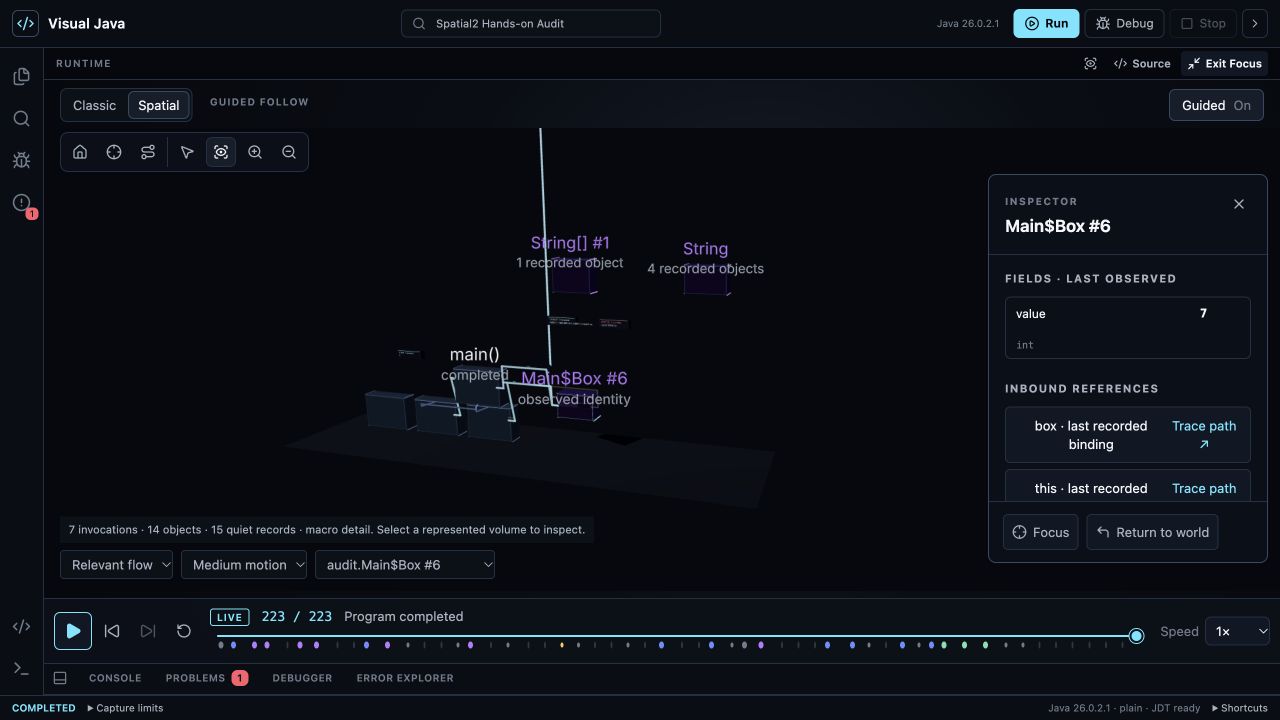 Visual Java
Spatial2 Hands-on Audit
Java 26.0.2.1
Run
Debug
Stop
RUNTIME
Source
Exit Focus
Classic
Spatial
GUIDED FOLLOW
Guided On
1
String[] #1
1 recorded object
String
4 recorded objects
main()
completed
Main$Box #6
observed identity
INSPECTOR
Main$Box #6
FIELDS · LAST OBSERVED
value 7
int
INBOUND REFERENCES
box · last recorded binding
Trace path ↗
this · last recorded
Trace path
Focus
Return to world
7 invocations · 14 objects · 15 quiet records · macro detail. Select a represented volume to inspect.
Relevant flow
Medium motion
audit.Main$Box #6
LIVE 223 / 223 Program completed
Speed 1x
CONSOLE
PROBLEMS 1
DEBUGGER
ERROR EXPLORER
COMPLETED
Capture limits
Java 26.0.2.1 · plain · JDT ready
Shortcuts